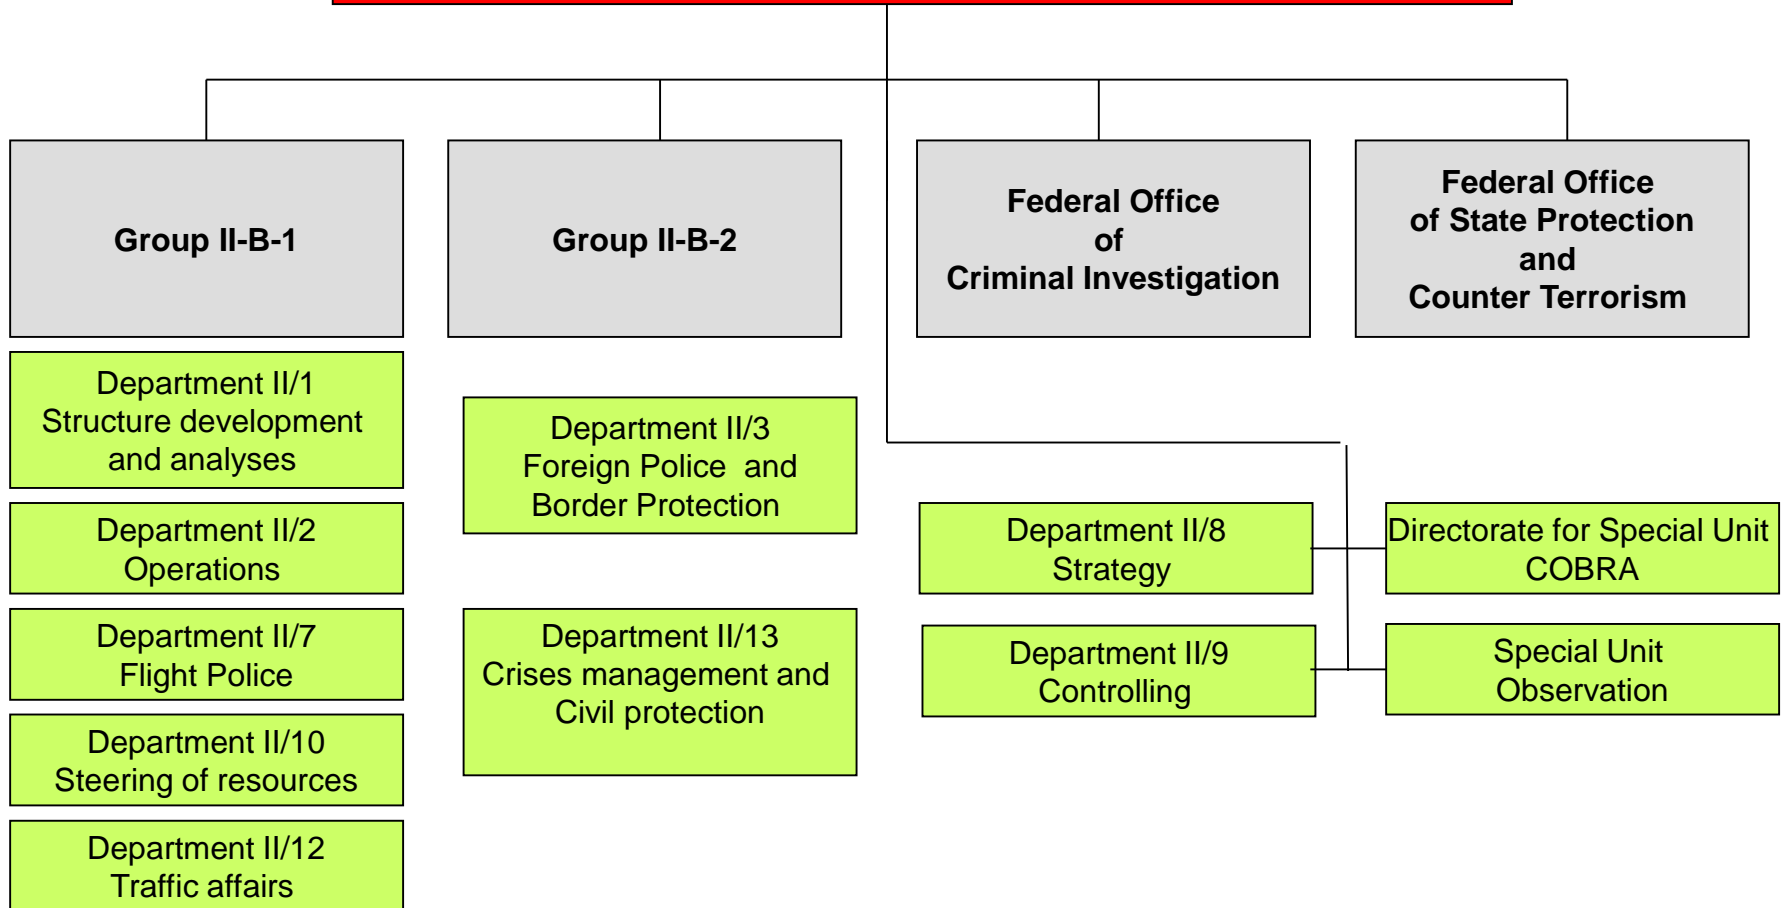 Group II-B-1
Group II-B-2
Federal Office
of
Criminal Investigation
Federal Office
of State Protection
and
Counter Terrorism
Department II/1
Structure development
and analyses
Department II/2
Operations
Department II/7
Flight Police
Department II/10
Steering of resources
Department II/12
Traffic affairs
Department II/3
Foreign Police  and
Border Protection
Department II/13
Crises management and
Civil protection
Department II/8
Strategy
Department II/9
Controlling
Directorate for Special Unit
COBRA
Special Unit
Observation